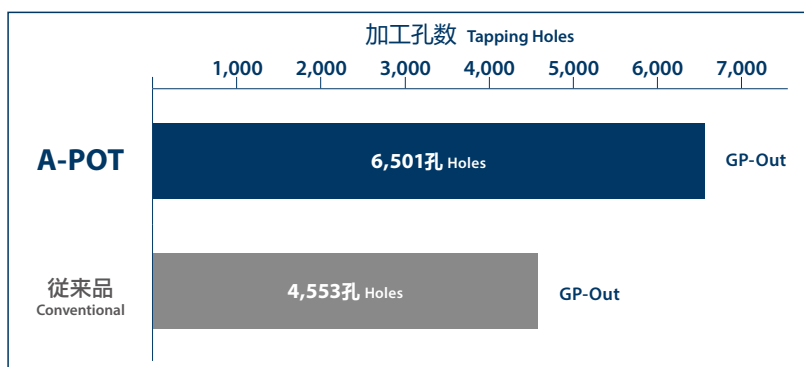 加工孔数 Tapping Holes
1,000 2,000 3,000 4,000 5,000 6,000 7,000
A-POT
6,501孔 Holes
GP-Out
従来品
Conventional
4,553孔 Holes
GP-Out